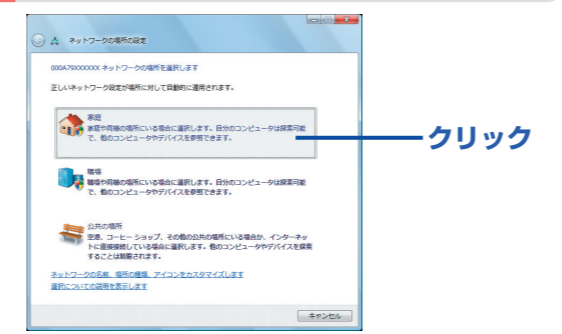 ネットワークの場所の設定
000A79XXXXXX ネットワークの場所を選択します
正しいネットワーク設定が場所に対して自動的に適用されます。
家庭
家庭や同様の場所にいる場合に選択します。自分のコンピュータは探索可能
で、他のコンピュータやデバイスを参照できます。
クリック
職場
職場や同様の場所にいる場合に選択します。自分のコンピュータは探索可能
で、他のコンピュータやデバイスを参照できます。
公共の場所
空港、コーヒー ショップ、その他の公共の場所にいる場合か、インターネッ
トに直接接続している場合に選択します。他のコンピュータやデバイスを探索
することは制限されます。
ネットワークの名前、場所の種類、アイコンをカスタマイズします
選択についての説明を表示します
キャンセル